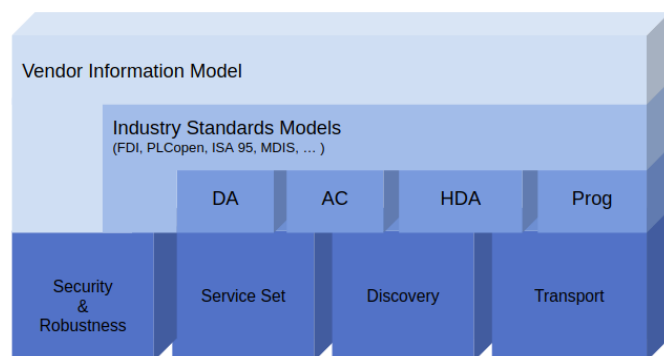 Vendor Information Model
Industry Standards Models
(FDI, PLCopen, ISA 95, MDIS, ... )
DA
AC
HDA
Prog
Security
&
Robustness
Service Set
Discovery
Transport